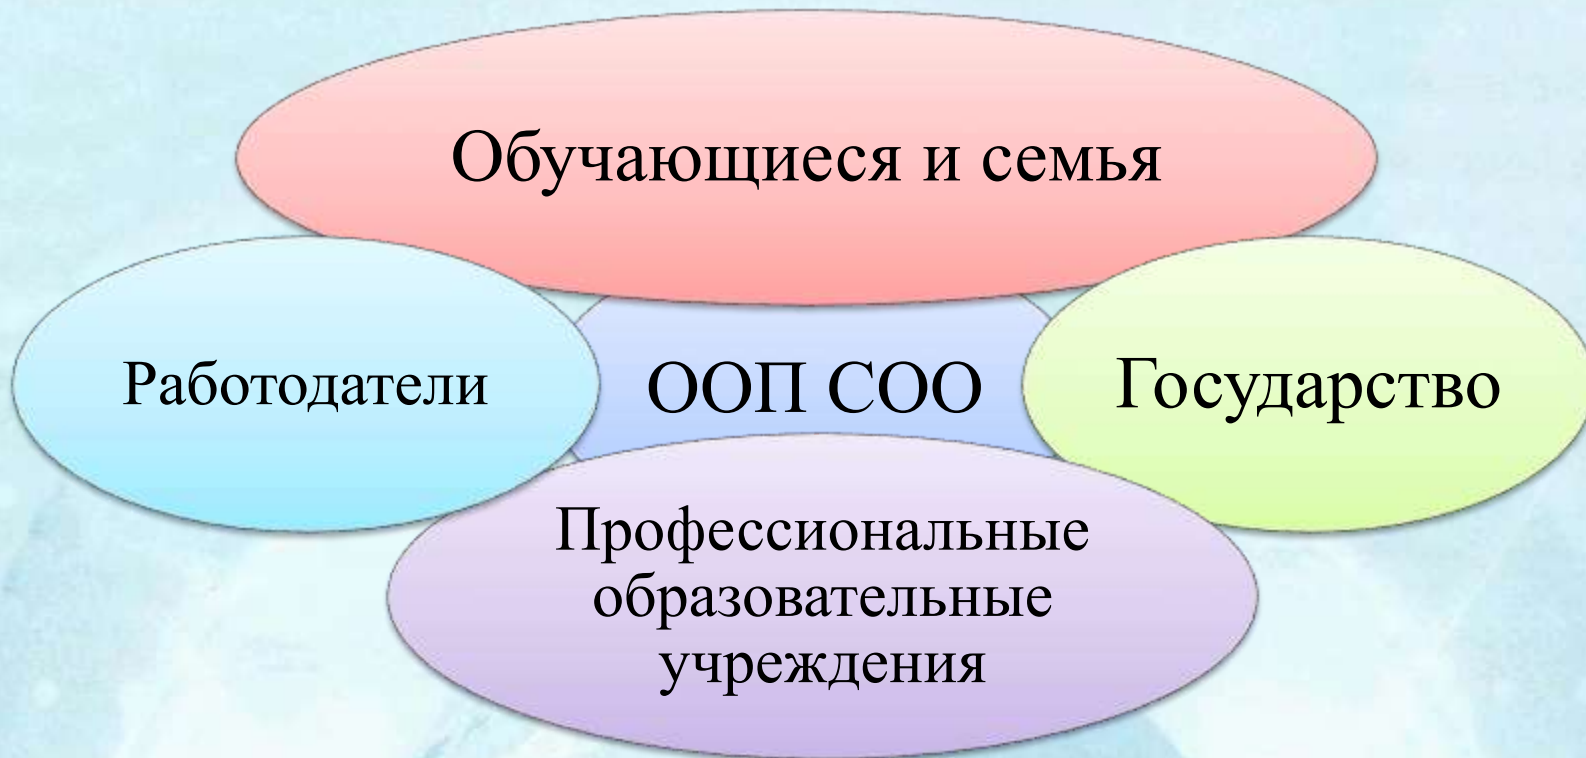 Обучающиеся и семья
Работодатели
ООП СОО
Государство
Профессиональные
образовательные
учреждения